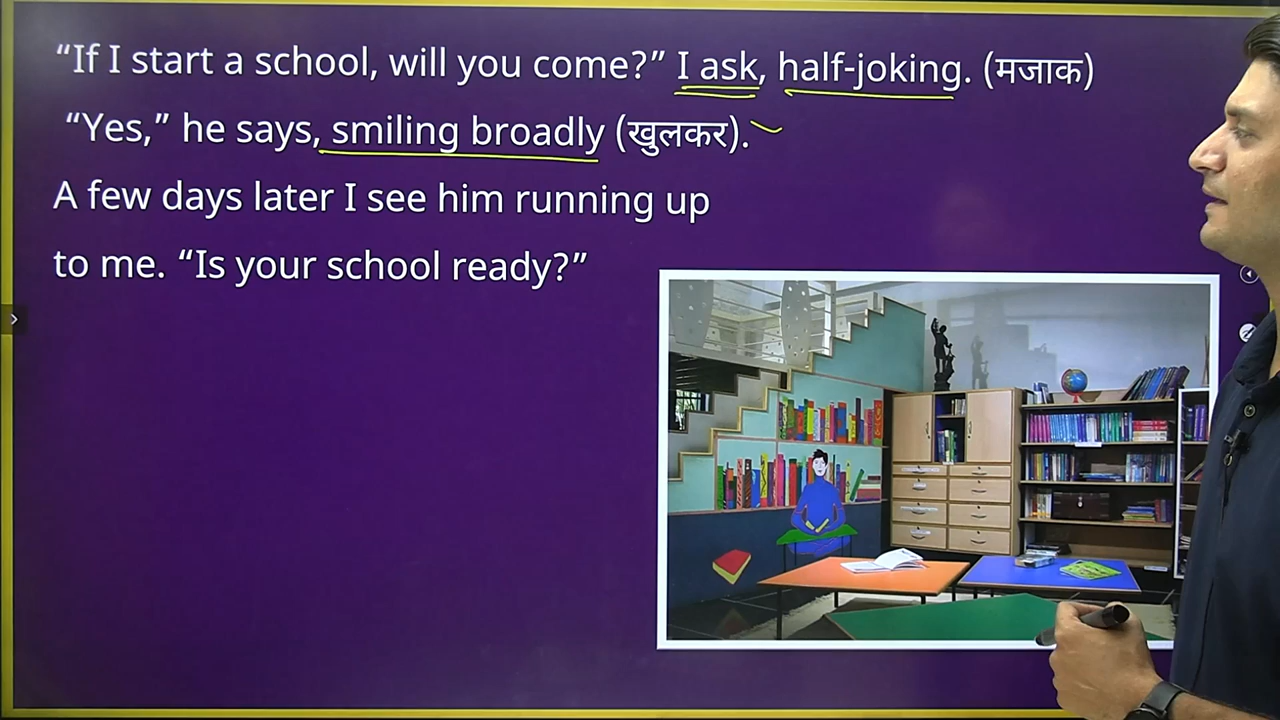 “If I start a school, will you come?” I ask, half-joking. (मजाक)
“Yes,” he says, smiling broadly (खुलकर).
A few days later I see him running up
to me. “Is your school ready?”